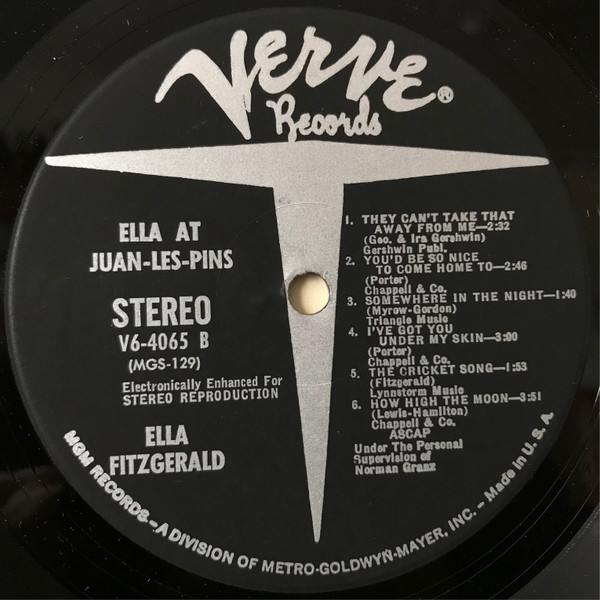 Verve®
Records
ELLA AT
JUAN-LES-PINS
STEREO
V6-4065 B
(MGS-129)
Electronically Enhanced For
STEREO REPRODUCTION
ELLA
FITZGERALD
1. THEY CAN'T TAKE THAT
AWAY FROM ME—2:32
(Geo. & Ira Gershwin)
Gershwin Publ.
2. YOU'D BE SO NICE
TO COME HOME TO—2:46
(Porter)
Chappell & Co.
3. SOMEWHERE IN THE NIGHT—1:40
(Myrow-Gordon)
Triangle Music
4. I'VE GOT YOU
UNDER MY SKIN—3:00
(Porter)
Chappell & Co.
5. THE CRICKET SONG—1:53
(Fitzgerald)
Lynnstorm Music
6. HOW HIGH THE MOON—3:51
(Lewis-Hamilton)
Chappell & Co.
ASCAP
Under The Personal
Supervision of
Norman Granz
MGM RECORDS–A DIVISION OF METRO-GOLDWYN-MAYER, INC. – Made in U. S. A.